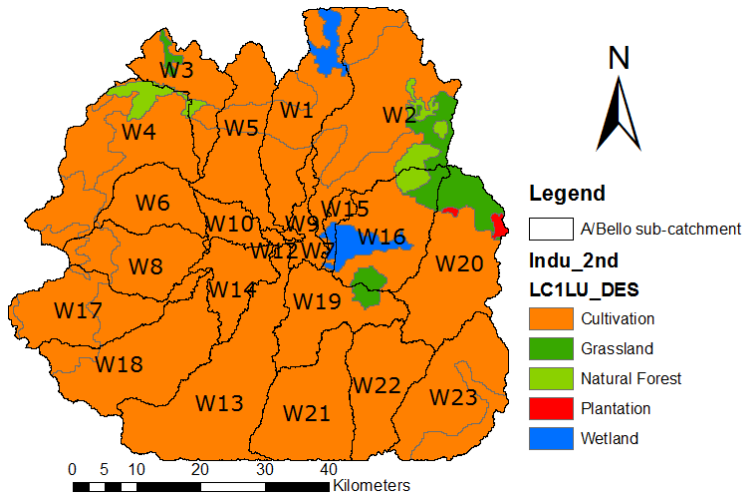 N
W3
W1
W2
W4
W5
W6
W15
W10
W9
W16
W12
W7
W8
W20
W14
W19
W17
W18
W22
W13
W21
W23
Legend
A/Bello sub-catchment
Indu_2nd
LC1LU_DES
Cultivation
Grassland
Natural Forest
Plantation
Wetland
0 5 10 20 30 40
Kilometers